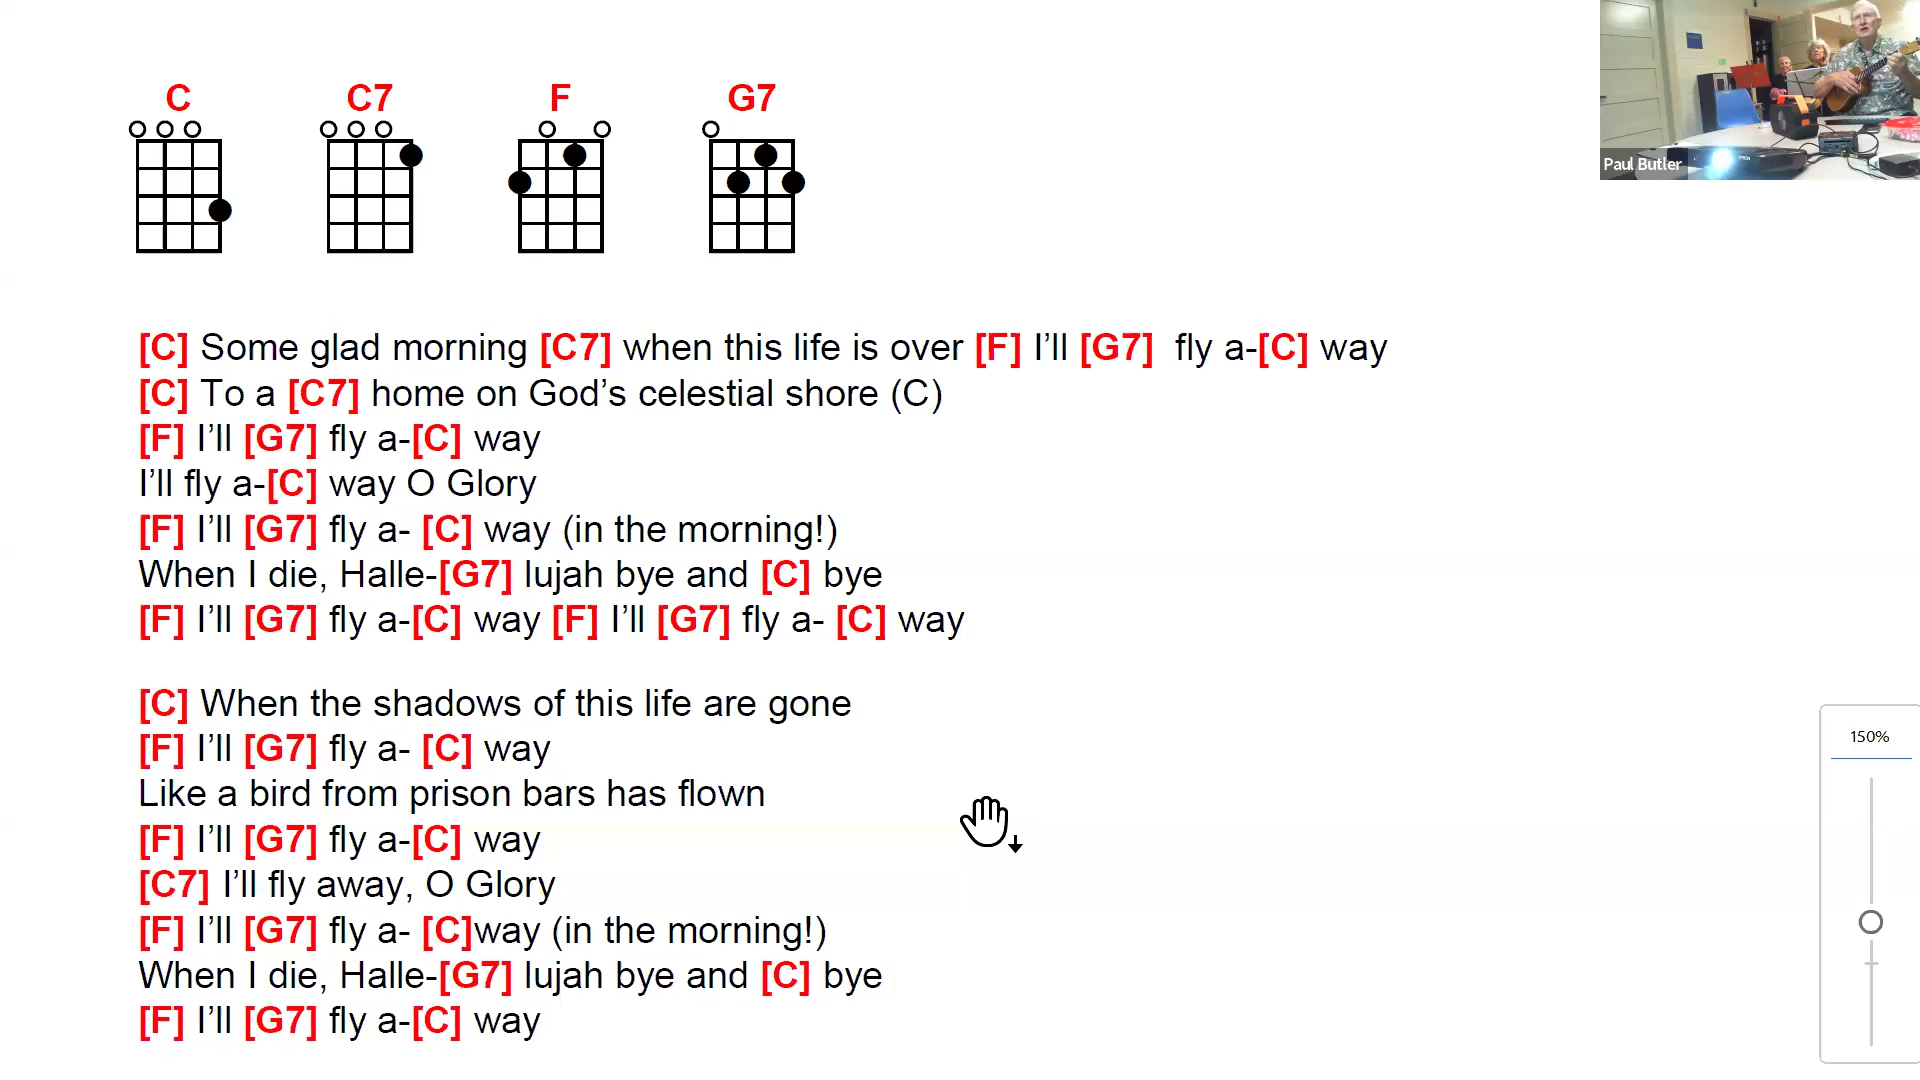 C C7 F G7
Paul Butler
[C] Some glad morning [C7] when this life is over [F] I’ll [G7] fly a-[C] way
[C] To a [C7] home on God’s celestial shore (C)
[F] I’ll [G7] fly a-[C] way
I’ll fly a-[C] way O Glory
[F] I’ll [G7] fly a- [C] way (in the morning!)
When I die, Halle-[G7] lujah bye and [C] bye
[F] I’ll [G7] fly a-[C] way [F] I’ll [G7] fly a- [C] way
[C] When the shadows of this life are gone
[F] I’ll [G7] fly a- [C] way
Like a bird from prison bars has flown
[F] I’ll [G7] fly a-[C] way
[C7] I’ll fly away, O Glory
[F] I’ll [G7] fly a- [C]way (in the morning!)
When I die, Halle-[G7] lujah bye and [C] bye
[F] I’ll [G7] fly a-[C] way
150%